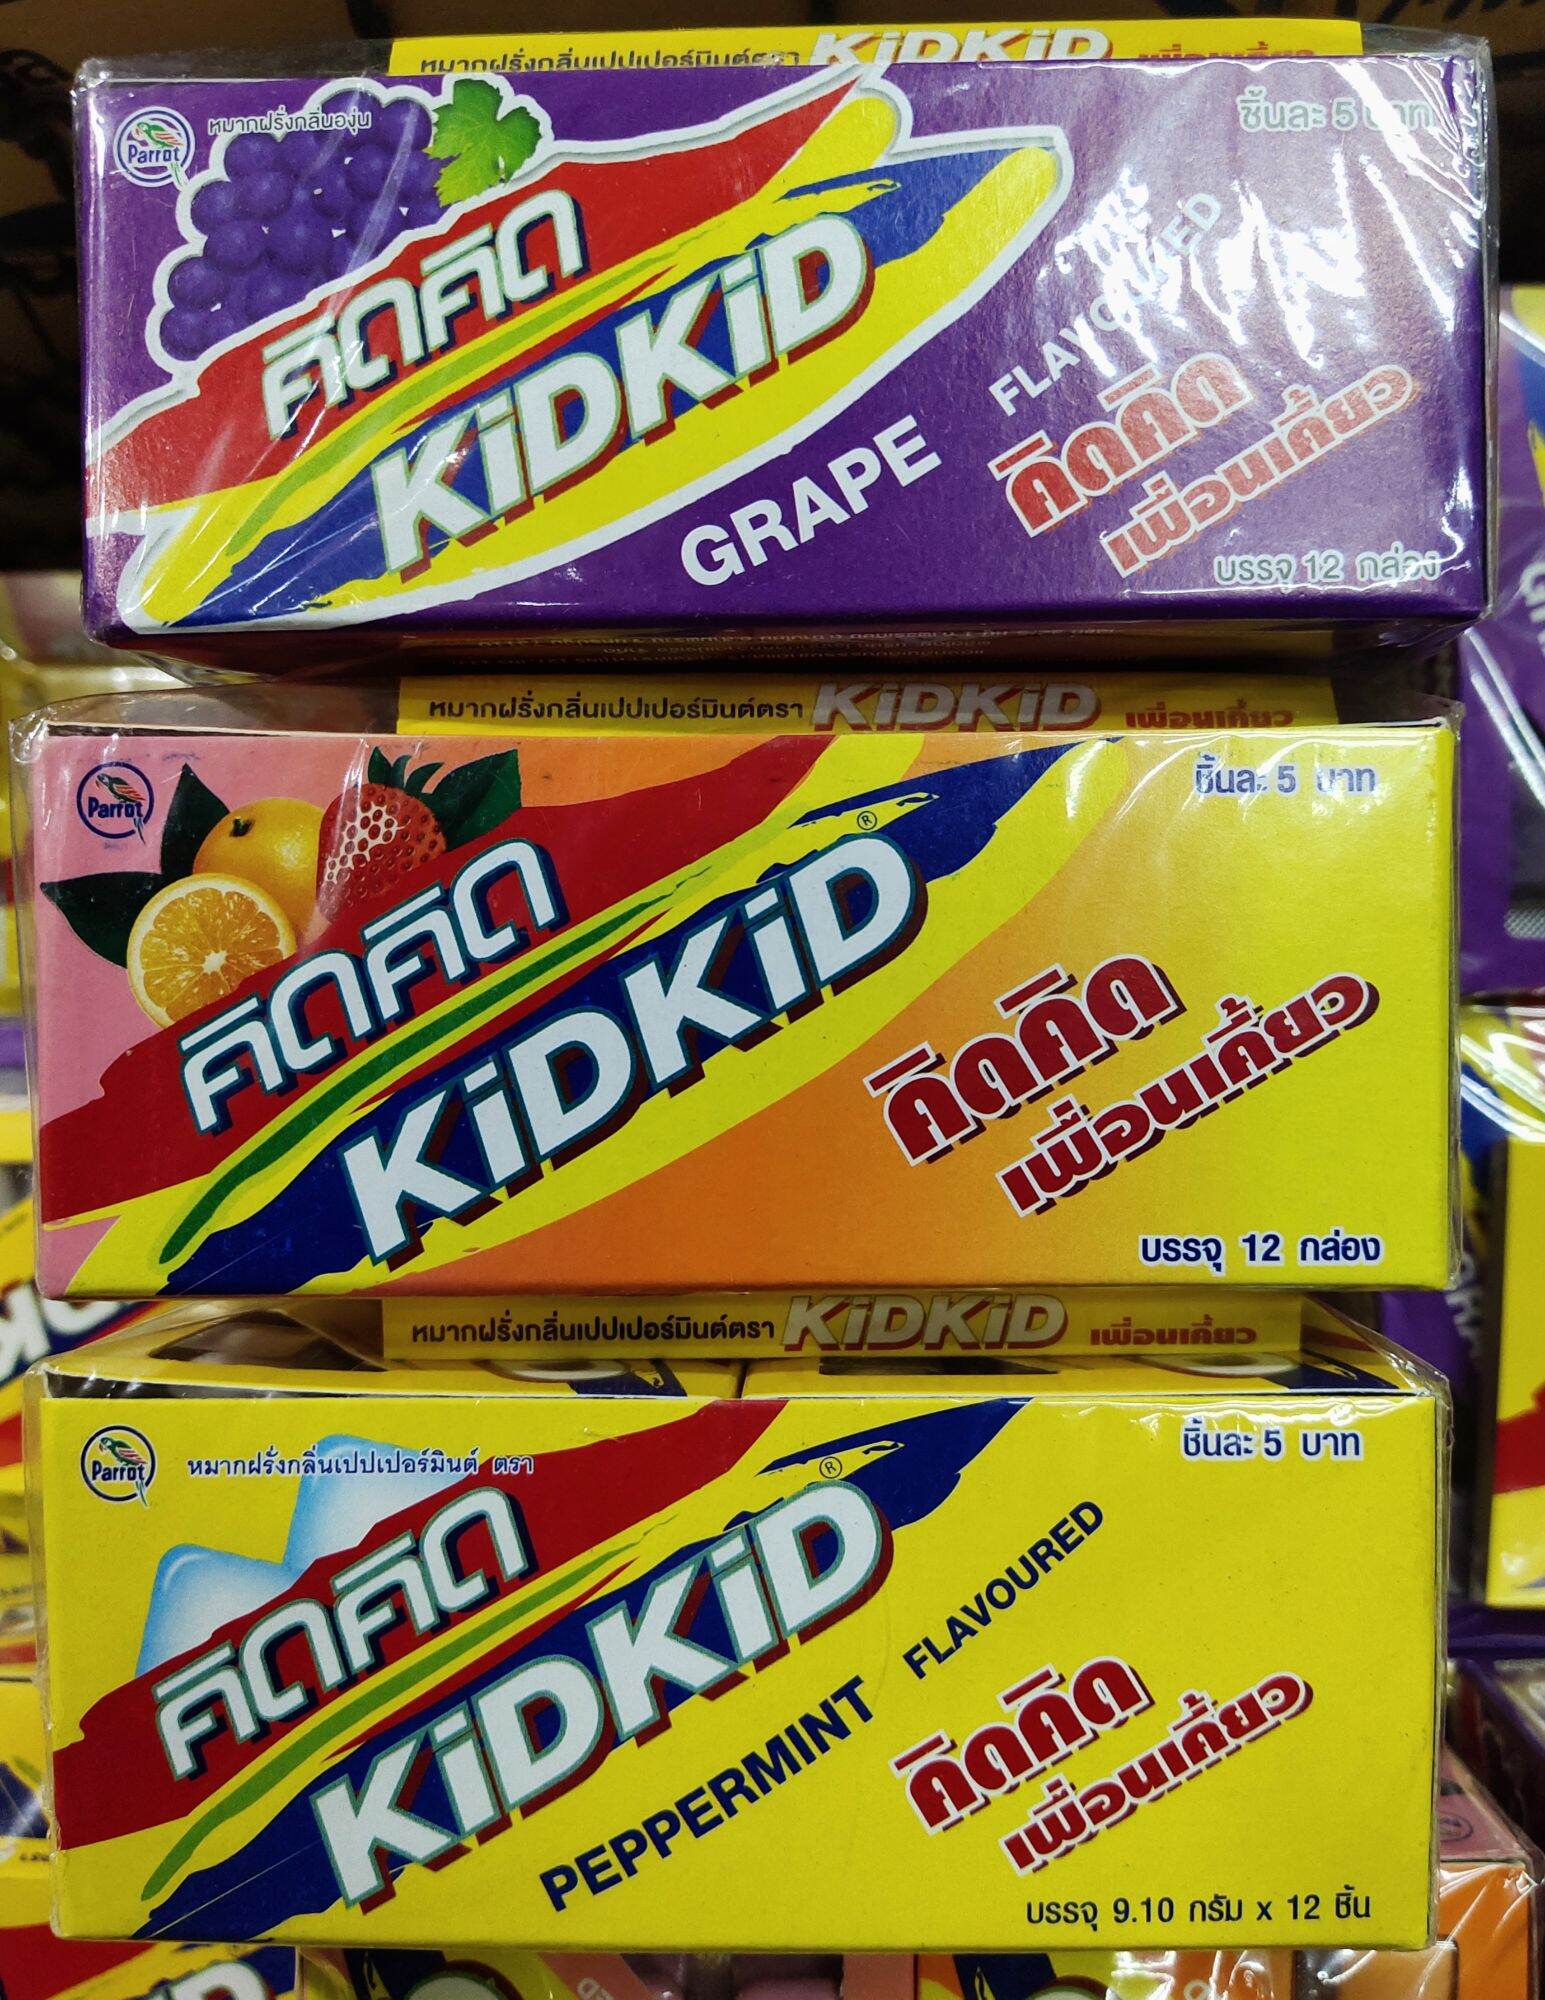 หมากฝรั่งกลิ่นเปปเปอร์มินต์ตรา KiDKiD เพื่อนเคี้ยว
Parrot
หมากฝรั่งกลิ่นองุ่น
ชิ้นละ 5 บาท
คิดคิด
KiDKiD
GRAPE FLAVOURED
คิดคิด
เพื่อนเคี้ยว
บรรจุ 12 กล่อง
หมากฝรั่งกลิ่นเปปเปอร์มินต์ตรา KiDKiD เพื่อนเคี้ยว
Parrot
ชิ้นละ 5 บาท
คิดคิด
KiDKiD ®
คิดคิด
เพื่อนเคี้ยว
บรรจุ 12 กล่อง
หมากฝรั่งกลิ่นเปปเปอร์มินต์ตรา KiDKiD เพื่อนเคี้ยว
Parrot
หมากฝรั่งกลิ่นเปปเปอร์มินต์ ตรา
ชิ้นละ 5 บาท
คิดคิด
KiDKiD ®
PEPPERMINT FLAVOURED
คิดคิด
เพื่อนเคี้ยว
บรรจุ 9.10 กรัม x 12 ชิ้น